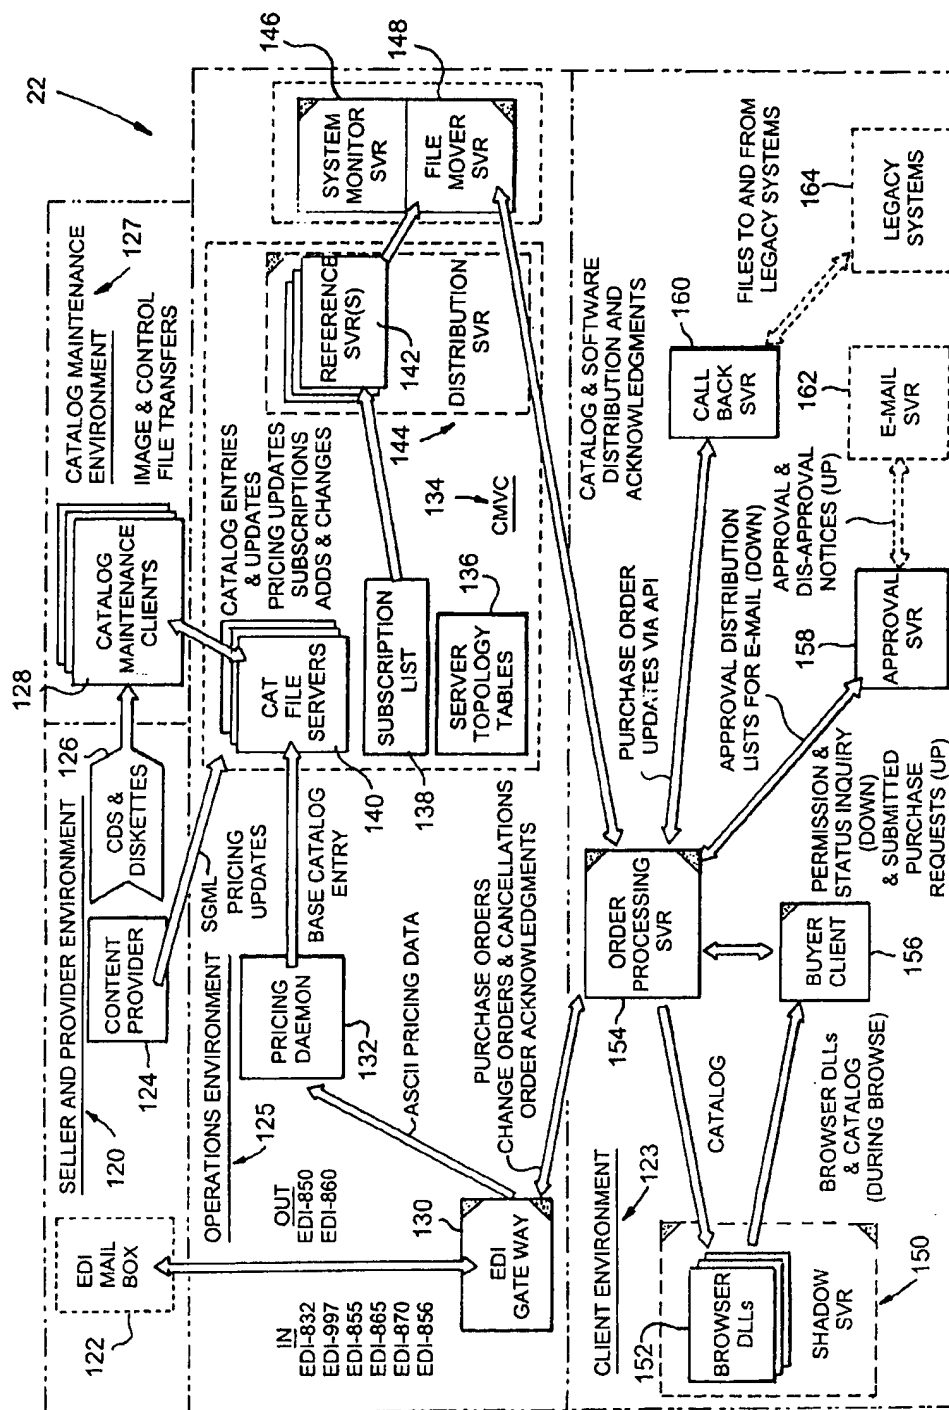 22
SELLER AND PROVIDER ENVIRONMENT
120
EDI
MAIL
BOX
122
CONTENT
PROVIDER
124
CDS &
DISKETTES
126
128
CATALOG
MAINTENANCE
CLIENTS
CATALOG MAINTENANCE
ENVIRONMENT
127
IMAGE & CONTROL
FILE TRANSFERS
OPERATIONS ENVIRONMENT
125
OUT
EDI-850
EDI-860
IN
EDI-832
EDI-997
EDI-855
EDI-865
EDI-870
EDI-856
130
EDI
GATE WAY
PRICING
DAEMON
132
SGML
PRICING
UPDATES
BASE CATALOG
ENTRY
ASCII PRICING DATA
PURCHASE ORDERS
CHANGE ORDERS & CANCELLATIONS
ORDER ACKNOWLEDGMENTS
CAT
FILE
SERVERS
140
CATALOG ENTRIES
& UPDATES
PRICING UPDATES
SUBSCRIPTIONS
ADDS & CHANGES
SUBSCRIPTION
LIST
138
SERVER
TOPOLOGY
TABLES
136
134
CMVC
REFERENCE
SVR(S)
142
DISTRIBUTION
SVR
144
SYSTEM
MONITOR
SVR
146
FILE
MOVER
SVR
148
CLIENT ENVIRONMENT
123
152
BROWSER
DLLs
SHADOW
SVR
150
CATALOG
BROWSER DLLs
& CATALOG
(DURING BROWSE)
ORDER
PROCESSING
SVR
154
BUYER
CLIENT
156
PERMISSION &
STATUS INQUIRY
(DOWN)
& SUBMITTED
PURCHASE
REQUESTS (UP)
CATALOG & SOFTWARE
DISTRIBUTION AND
ACKNOWLEDGMENTS
PURCHASE ORDER
UPDATES VIA API
APPROVAL DISTRIBUTION
LISTS FOR E-MAIL (DOWN)
APPROVAL &
DIS-APPROVAL
NOTICES (UP)
158
APPROVAL
SVR
160
CALL
BACK
SVR
FILES TO AND FROM
LEGACY SYSTEMS
162
E-MAIL
SVR
164
LEGACY
SYSTEMS